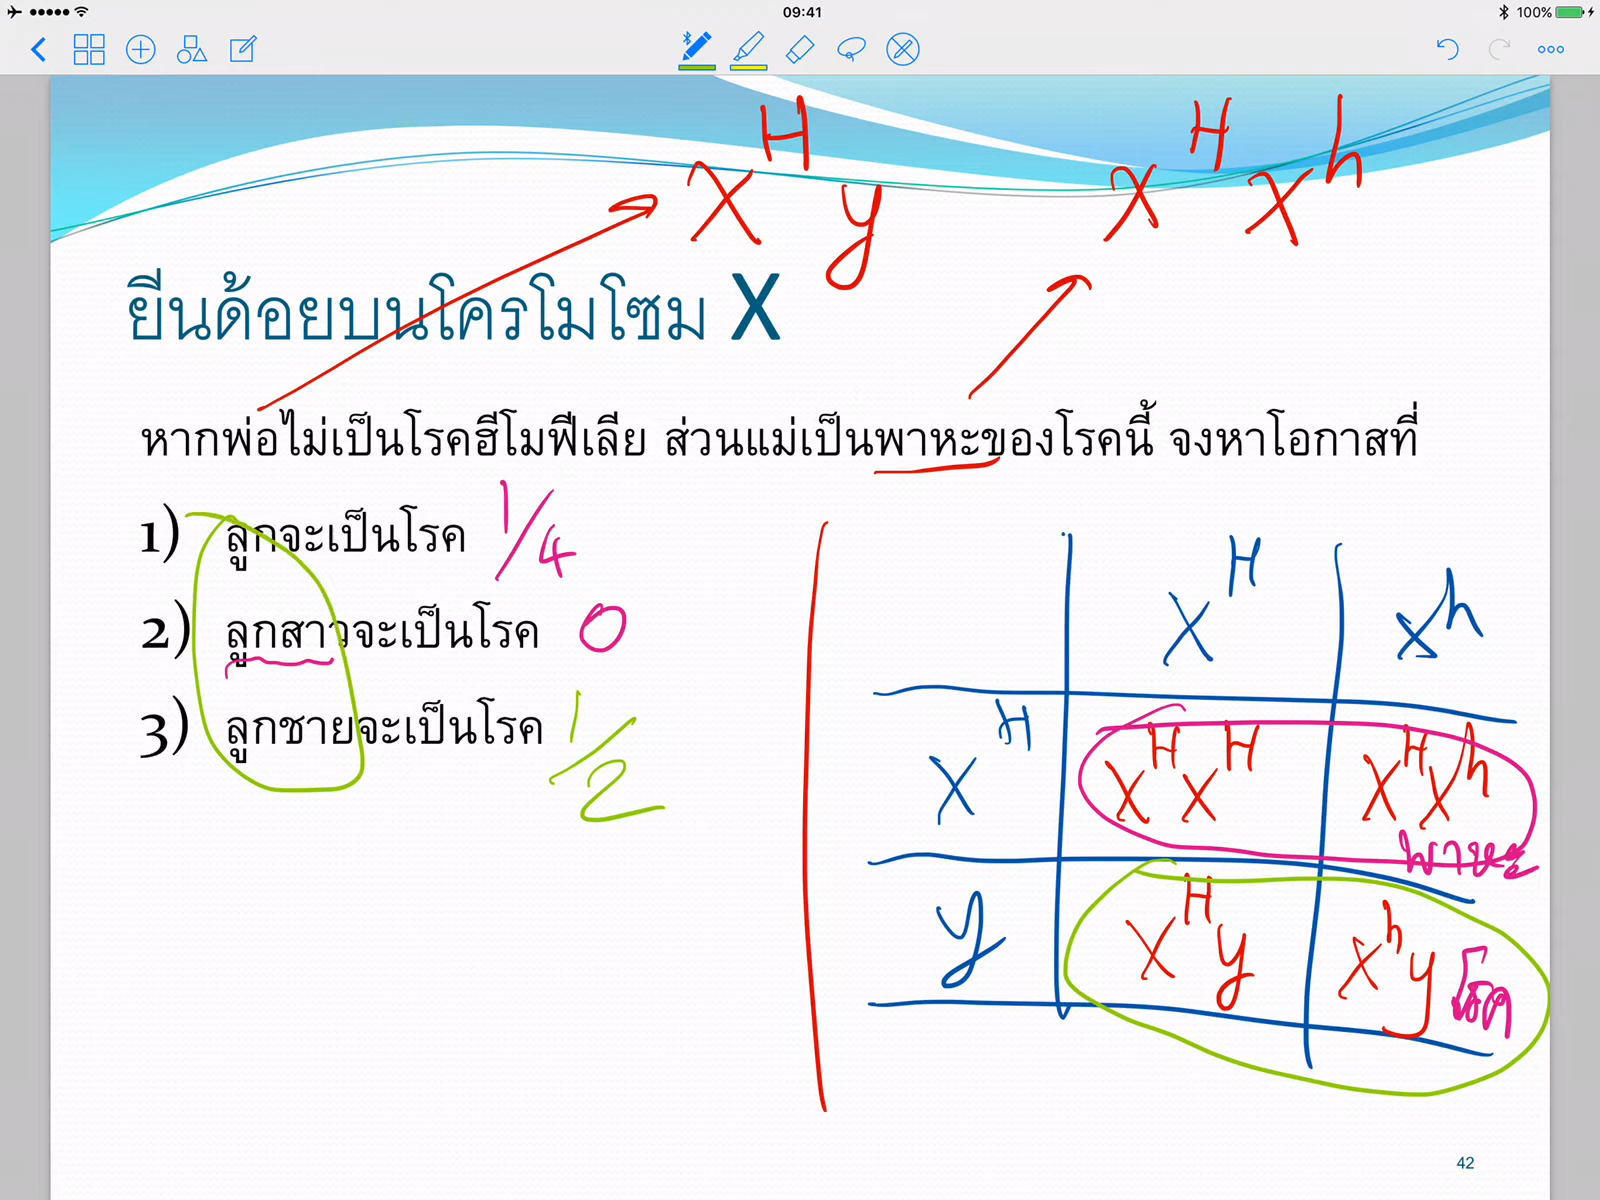 09:41
100%
X^H y
X^H X^h
ยีนด้อยบนโครโมโซม X
หากพ่อไม่เป็นโรคฮีโมฟีเลีย ส่วนแม่เป็นพาหะของโรคนี้ จงหาโอกาสที่
1) ลูกจะเป็นโรค 1/4
2) ลูกสาวจะเป็นโรค 0
3) ลูกชายจะเป็นโรค 1/2
X^H X^h
X^H X^H X^H X^H X^h
พาหะ
y X^H y X^h y โรค
42